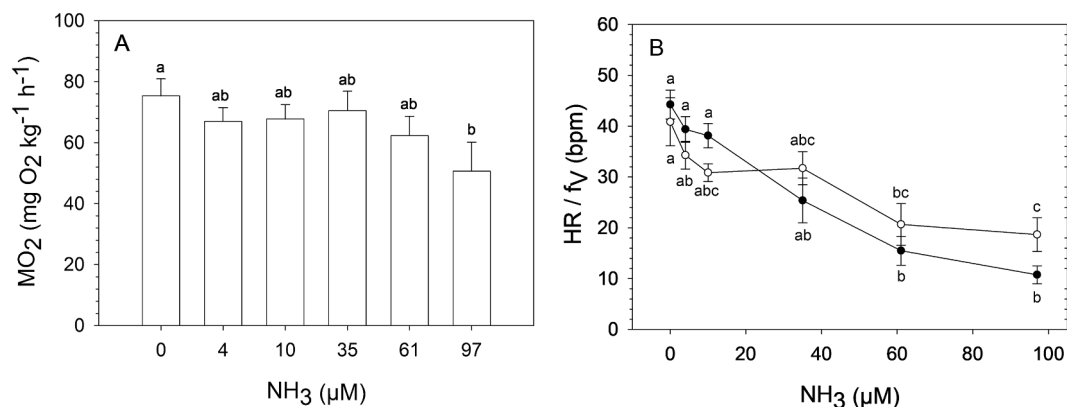 A
MO2 (mg O2 kg-1 h-1)
100
80
60
40
20
0
a
ab
ab
ab
ab
b
0 4 10 35 61 97
NH3 (µM)
B
HR / fV (bpm)
60
50
40
30
20
10
0
a
a
a
abc
bc
c
a
ab
abc
ab
b
b
0 20 40 60 80 100
NH3 (µM)